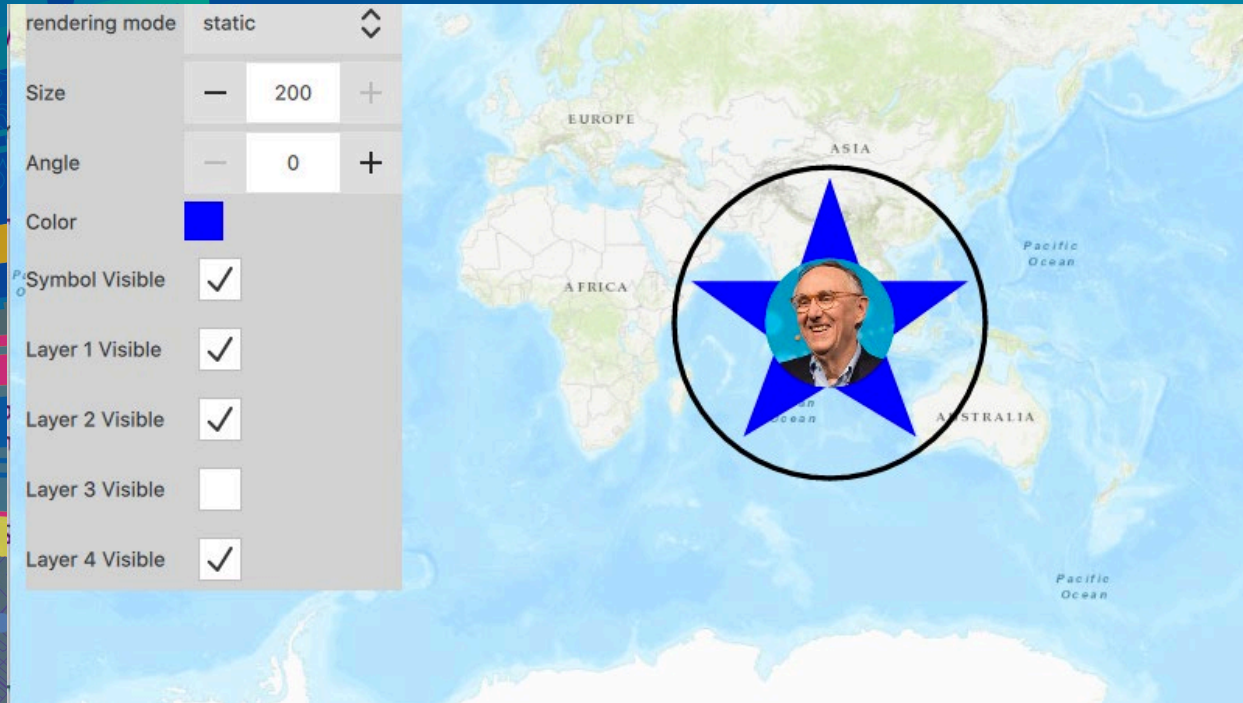 rendering mode static
Size 200
Angle 0
Color
Symbol Visible
Layer 1 Visible
Layer 2 Visible
Layer 3 Visible
Layer 4 Visible
EUROPE
ASIA
AFRICA
Pacific
Ocean
AUSTRALIA
Ocean
Pacific
Ocean